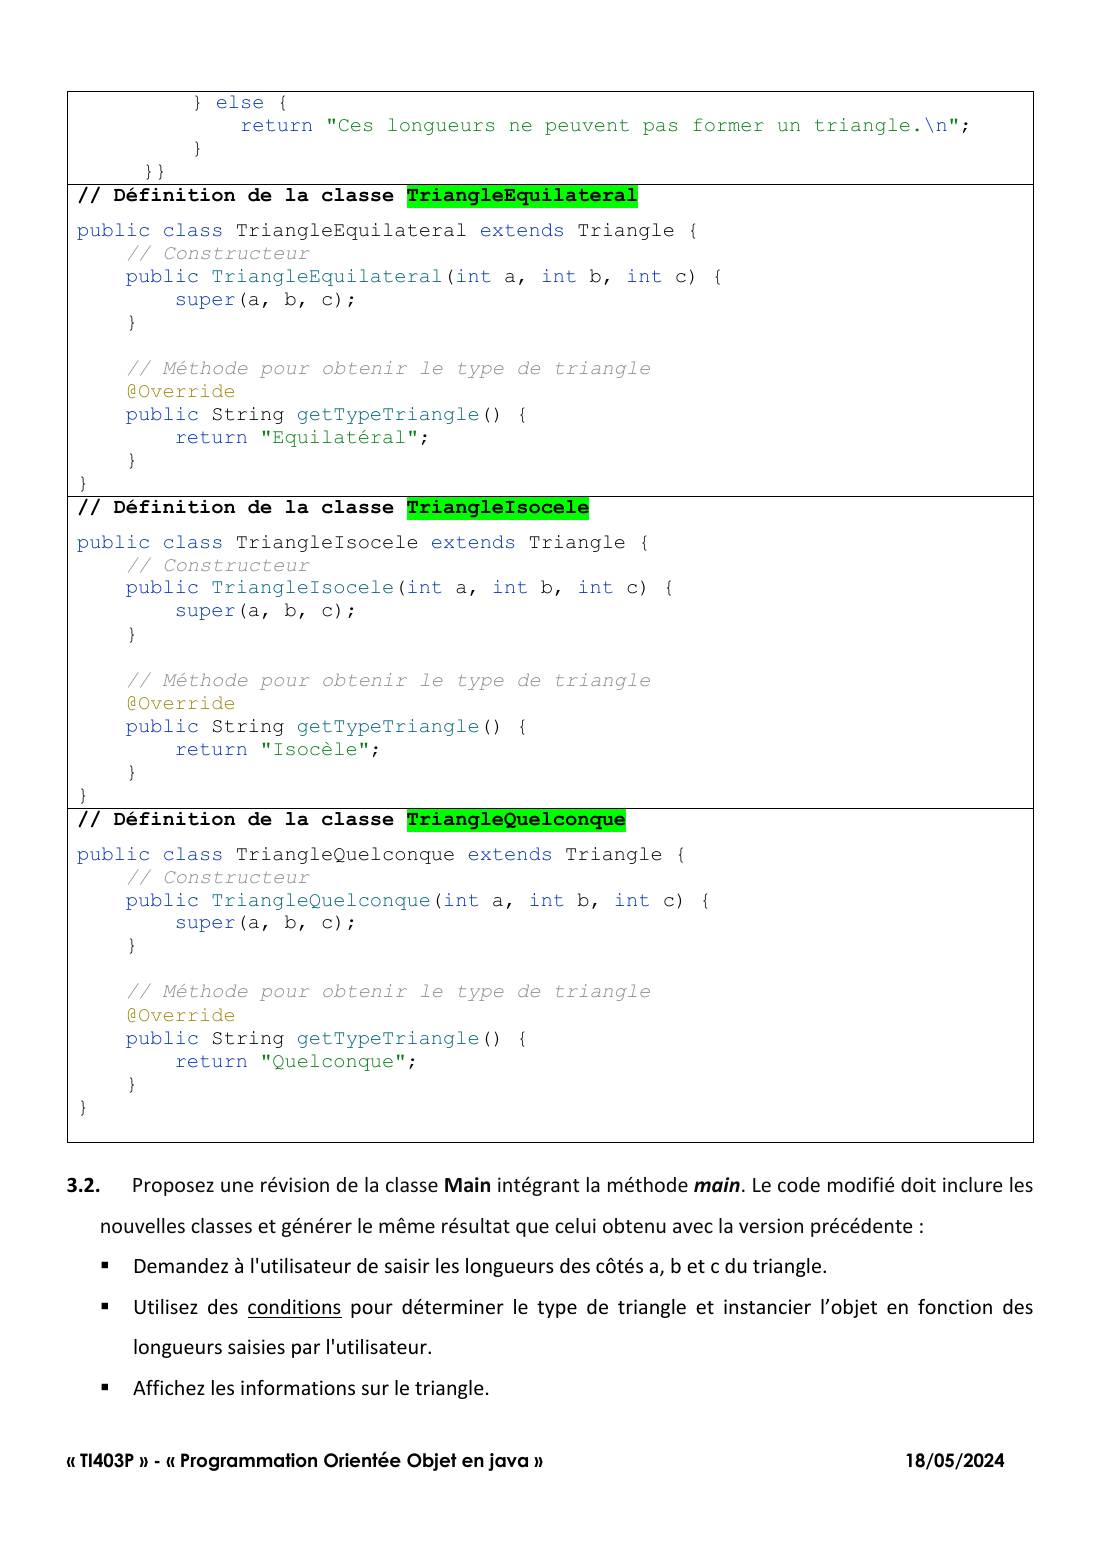 } else {
return "Ces longueurs ne peuvent pas former un triangle.\n";
}
}}
// Définition de la classe TriangleEquilateral
public class TriangleEquilateral extends Triangle {
// Constructeur
public TriangleEquilateral(int a, int b, int c) {
super(a, b, c);
}
// Méthode pour obtenir le type de triangle
@Override
public String getTypeTriangle() {
return "Equilatéral";
}
}
// Définition de la classe TriangleIsocele
public class TriangleIsocele extends Triangle {
// Constructeur
public TriangleIsocele(int a, int b, int c) {
super(a, b, c);
}
// Méthode pour obtenir le type de triangle
@Override
public String getTypeTriangle() {
return "Isocèle";
}
}
// Définition de la classe TriangleQuelconque
public class TriangleQuelconque extends Triangle {
// Constructeur
public TriangleQuelconque(int a, int b, int c) {
super(a, b, c);
}
// Méthode pour obtenir le type de triangle
@Override
public String getTypeTriangle() {
return "Quelconque";
}
}
3.2. Proposez une révision de la classe Main intégrant la méthode main. Le code modifié doit inclure les
nouvelles classes et générer le même résultat que celui obtenu avec la version précédente :
▪ Demandez à l'utilisateur de saisir les longueurs des côtés a, b et c du triangle.
▪ Utilisez des conditions pour déterminer le type de triangle et instancier l’objet en fonction des
longueurs saisies par l'utilisateur.
▪ Affichez les informations sur le triangle.
« TI403P » - « Programmation Orientée Objet en java » 18/05/2024